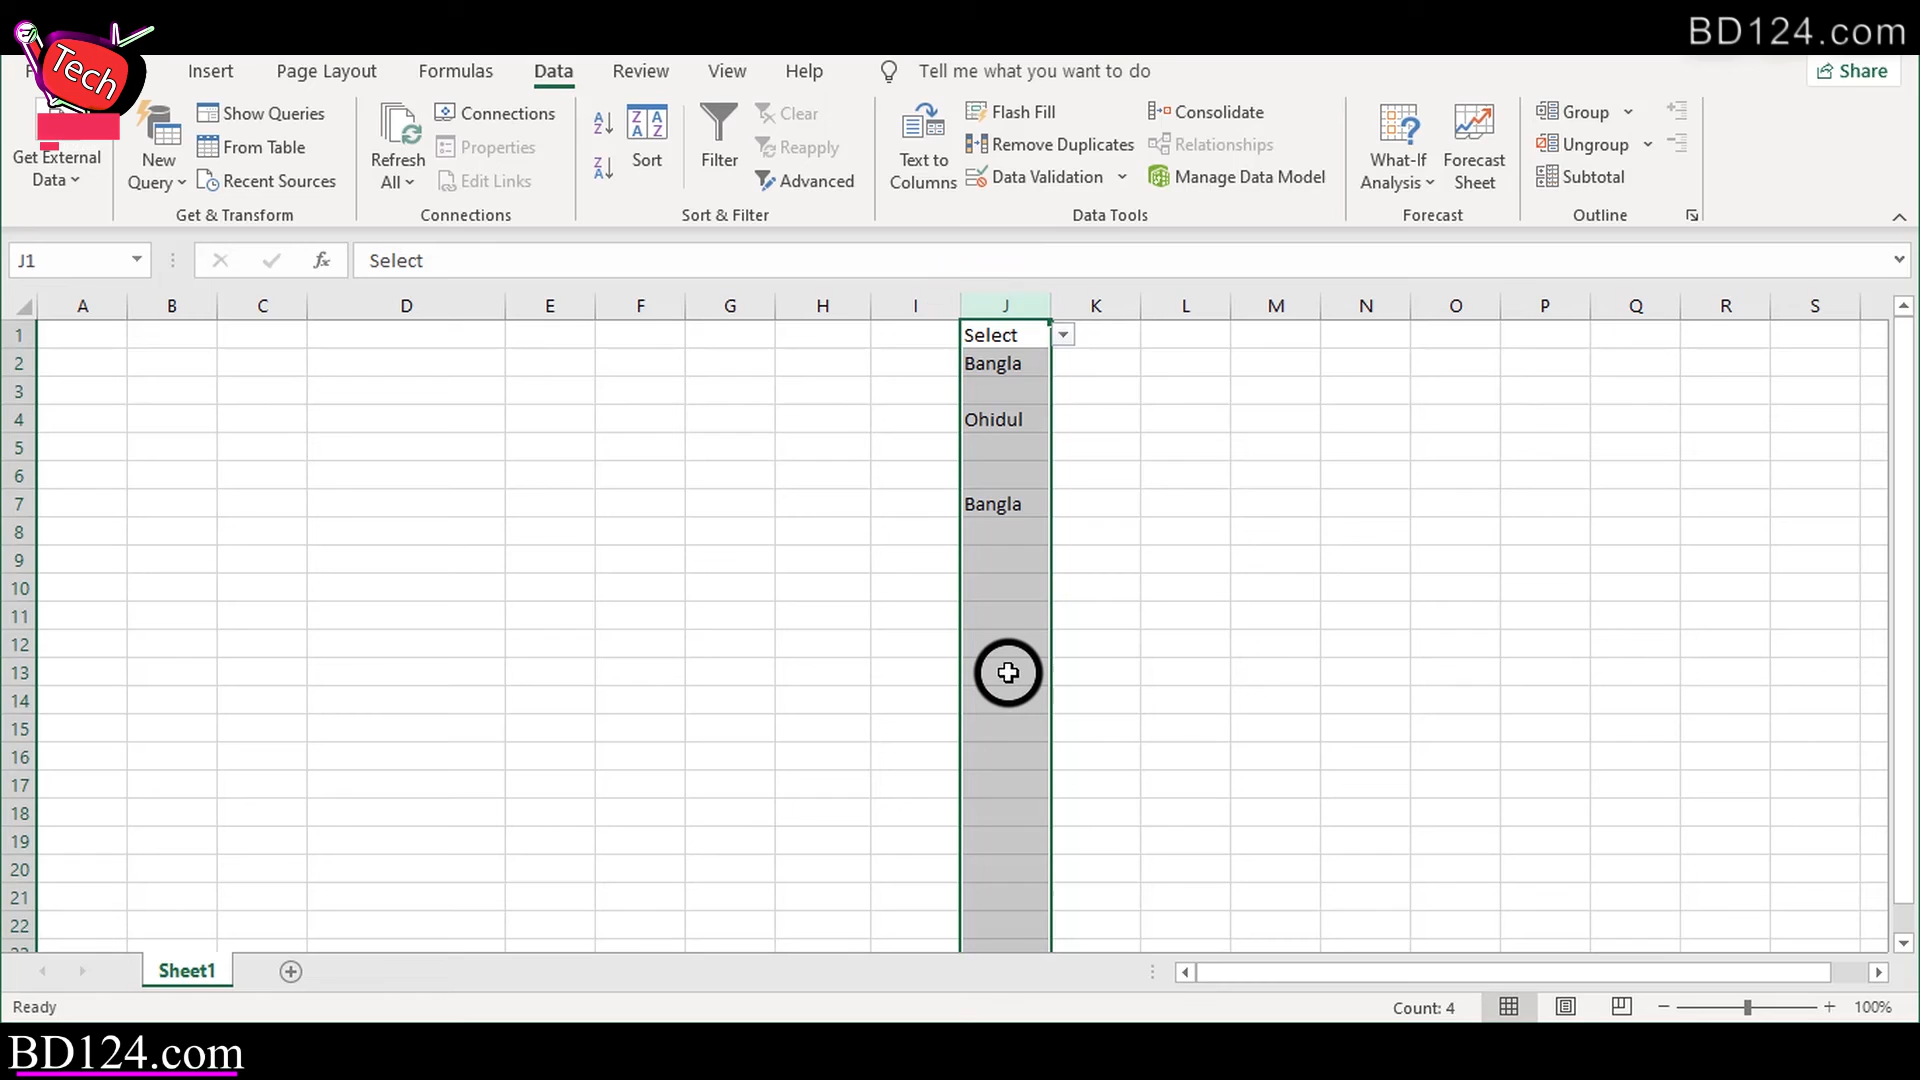 BD124.com
Tech
Insert
Page Layout
Formulas
Data
Review
View
Help
Tell me what you want to do
Share
Get External
Data
New
Query
Show Queries
From Table
Recent Sources
Get & Transform
Refresh
All
Connections
Properties
Edit Links
Connections
Sort
Filter
Clear
Reapply
Advanced
Sort & Filter
Text to
Columns
Flash Fill
Remove Duplicates
Data Validation
Consolidate
Relationships
Manage Data Model
Data Tools
What-If
Analysis
Forecast
Sheet
Forecast
Group
Ungroup
Subtotal
Outline
J1
fx
Select
A B C D E F G H I J K L M N O P Q R S
1 Select
2 Bangla
3
4 Ohidul
5
6
7 Bangla
8
9
10
11
12
13
14
15
16
17
18
19
20
21
22
Sheet1
Ready
Count: 4
100%
BD124.com